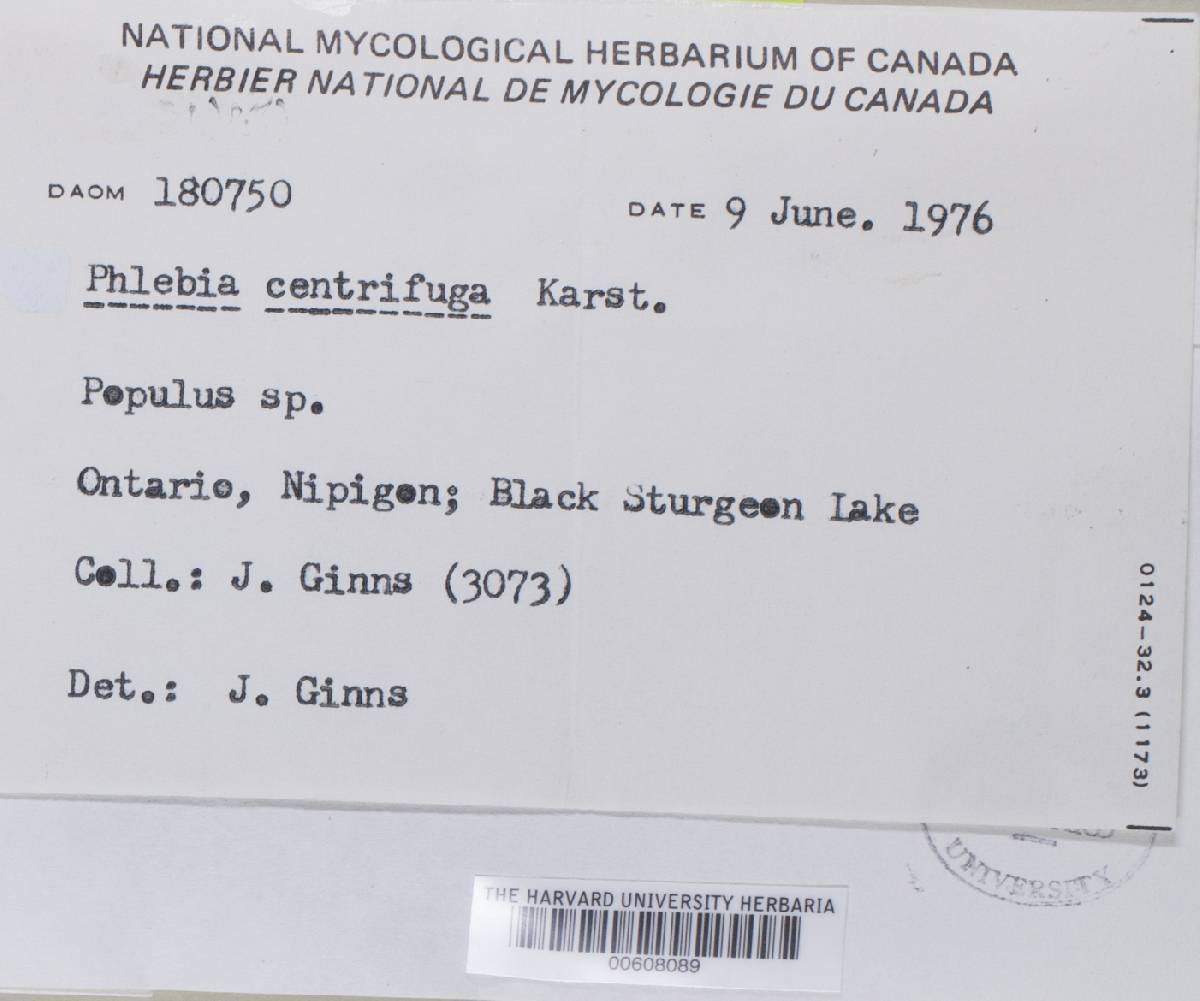 NATIONAL MYCOLOGICAL HERBARIUM OF CANADA
HERBIER NATIONAL DE MYCOLOGIE DU CANADA
DAOM 180750 DATE 9 June. 1976
Phlebia centrifuga Karst.
Populus sp.
Ontario, Nipigon; Black Sturgeon Lake
Coll.: J. Ginns (3073)
Det.: J. Ginns
0124-32.3 (1173)
UNIVERSITY
THE HARVARD UNIVERSITY HERBARIA
00608089